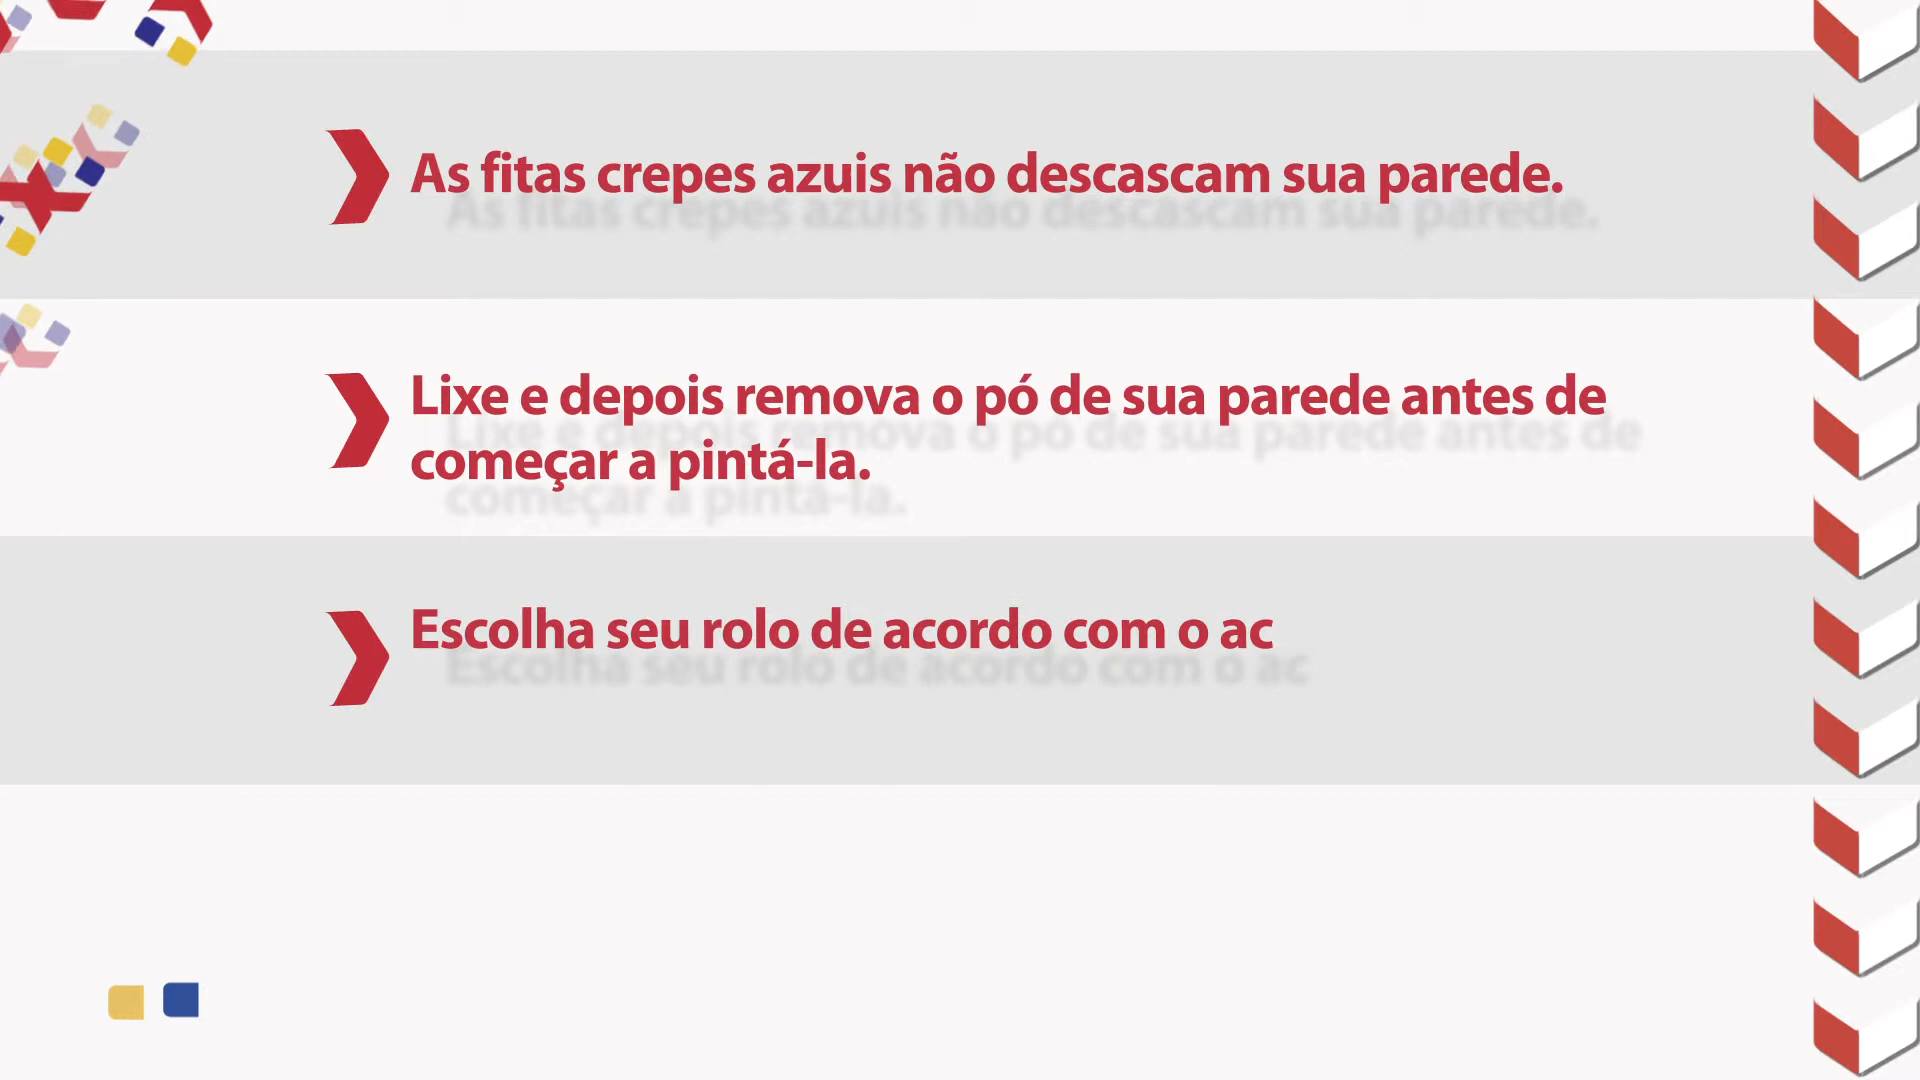 As fitas crepes azuis não descascam sua parede.
Lixe e depois remova o pó de sua parede antes de
começar a pintá-la.
Escolha seu rolo de acordo com o ac